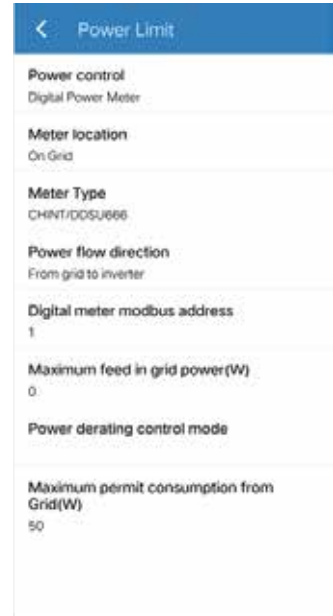 Power Limit
Power control
Digital Power Meter
Meter location
On Grid
Meter Type
CHINT/DDSU666
Power flow direction
From grid to inverter
Digital meter modbus address
1
Maximum feed in grid power(W)
0
Power derating control mode
Maximum permit consumption from
Grid(W)
50